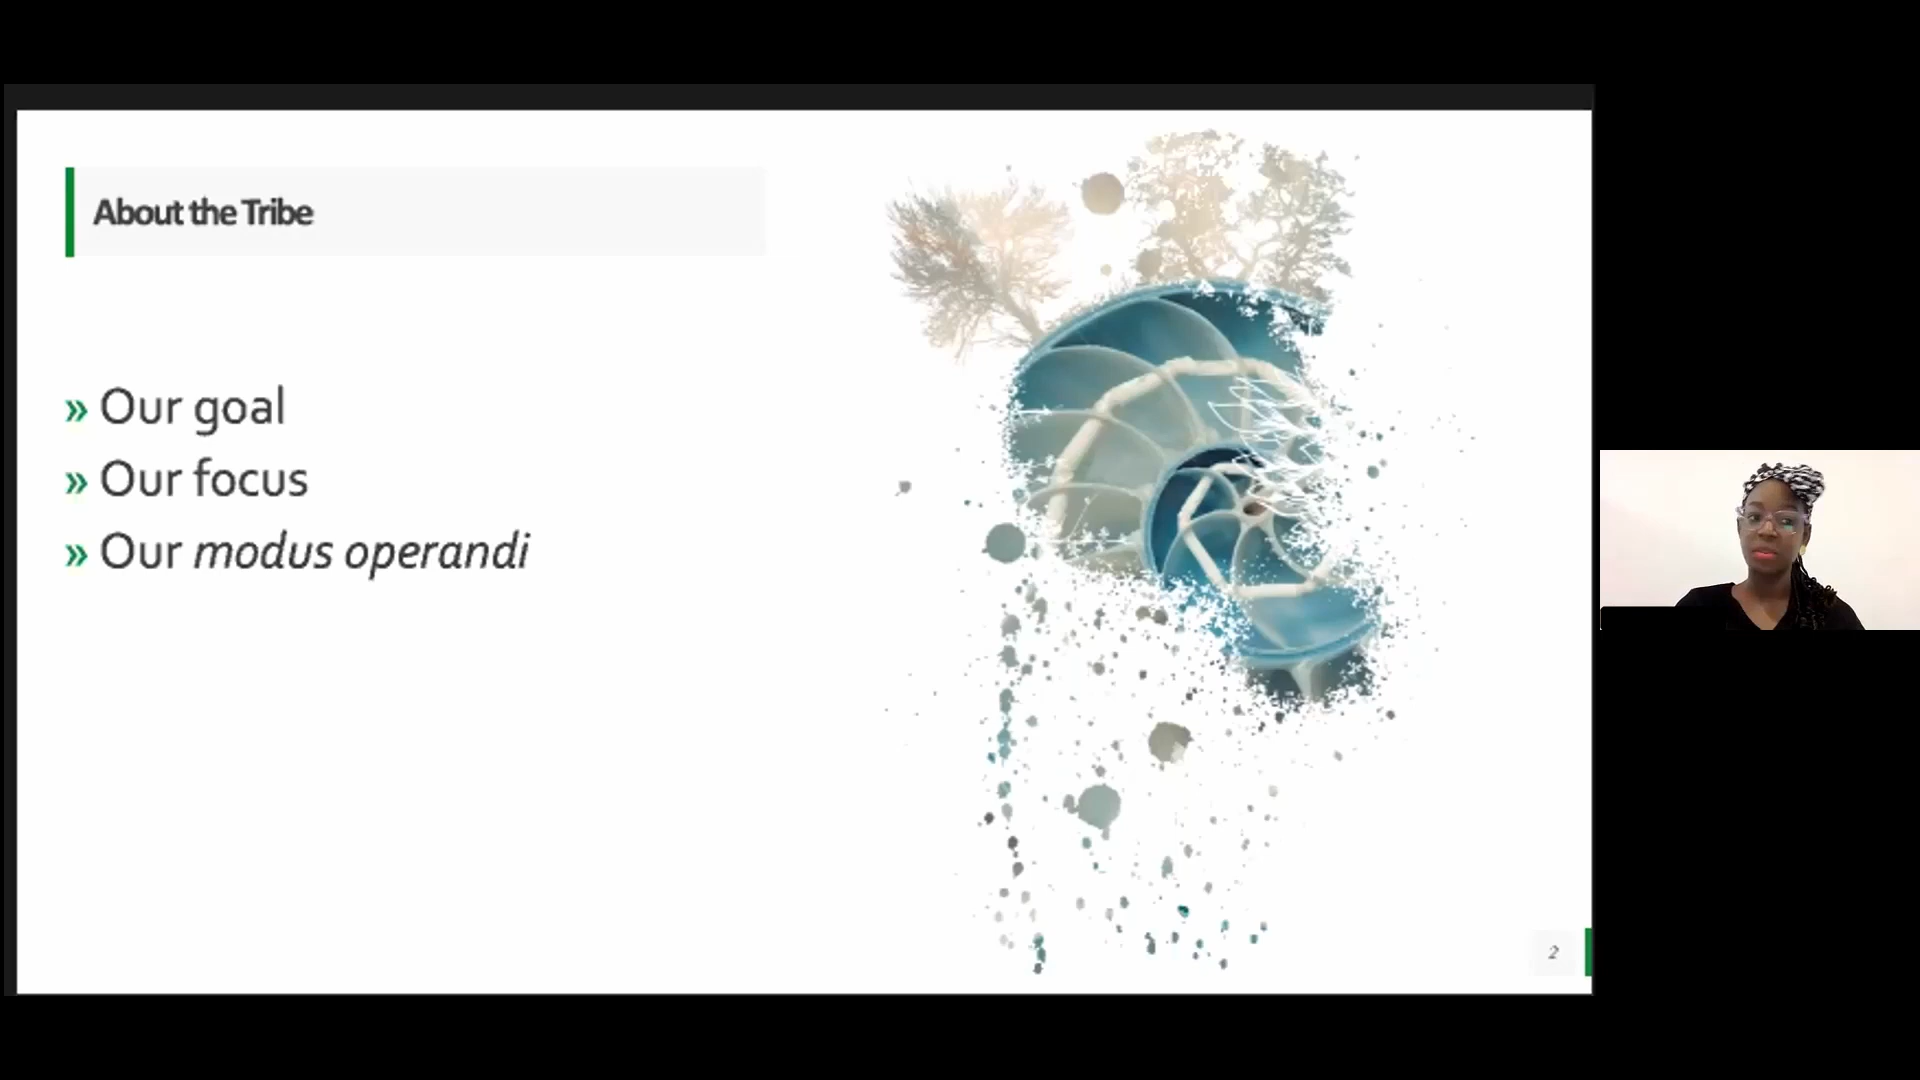 About the Tribe
» Our goal
» Our focus
» Our modus operandi
2